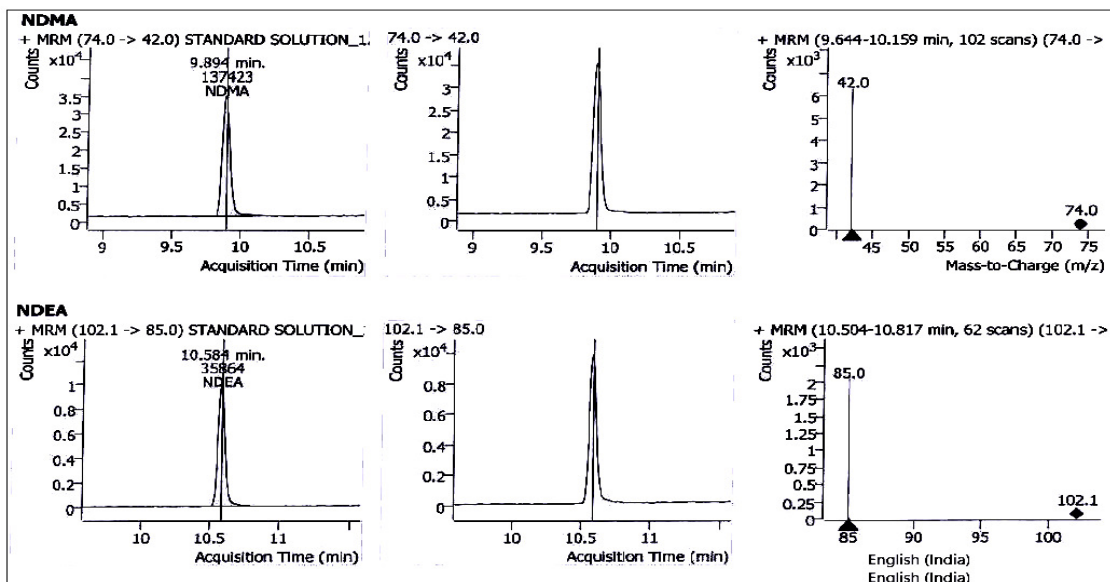 NDMA
+ MRM (74.0 -> 42.0) STANDARD SOLUTION_1. 74.0 -> 42.0 + MRM (9.644-10.159 min, 102 scans) (74.0 ->
Counts x10^4
9.894 min.
137423
NDMA
3.5
3
2.5
2
1.5
1
0.5
0
9 9.5 10 10.5
Acquisition Time (min)
Counts x10^4
3.5
3
2.5
2
1.5
1
0.5
0
9 9.5 10 10.5
Acquisition Time (min)
Counts x10^3
42.0
6
5
4
3
2
1
0
74.0
45 50 55 60 65 70 75
Mass-to-Charge (m/z)
NDEA
+ MRM (102.1 -> 85.0) STANDARD SOLUTION_ 102.1 -> 85.0 + MRM (10.504-10.817 min, 62 scans) (102.1 ->
Counts x10^4
10.584 min.
35864
NDEA
1
0.8
0.6
0.4
0.2
0
10 10.5 11
Acquisition Time (min)
Counts x10^4
1
0.8
0.6
0.4
0.2
0
10 10.5 11
Acquisition Time (min)
Counts x10^3
85.0
2
1.75
1.5
1.25
1
0.75
0.5
0.25
0
102.1
85 90 95 100
English (India)
English (India)